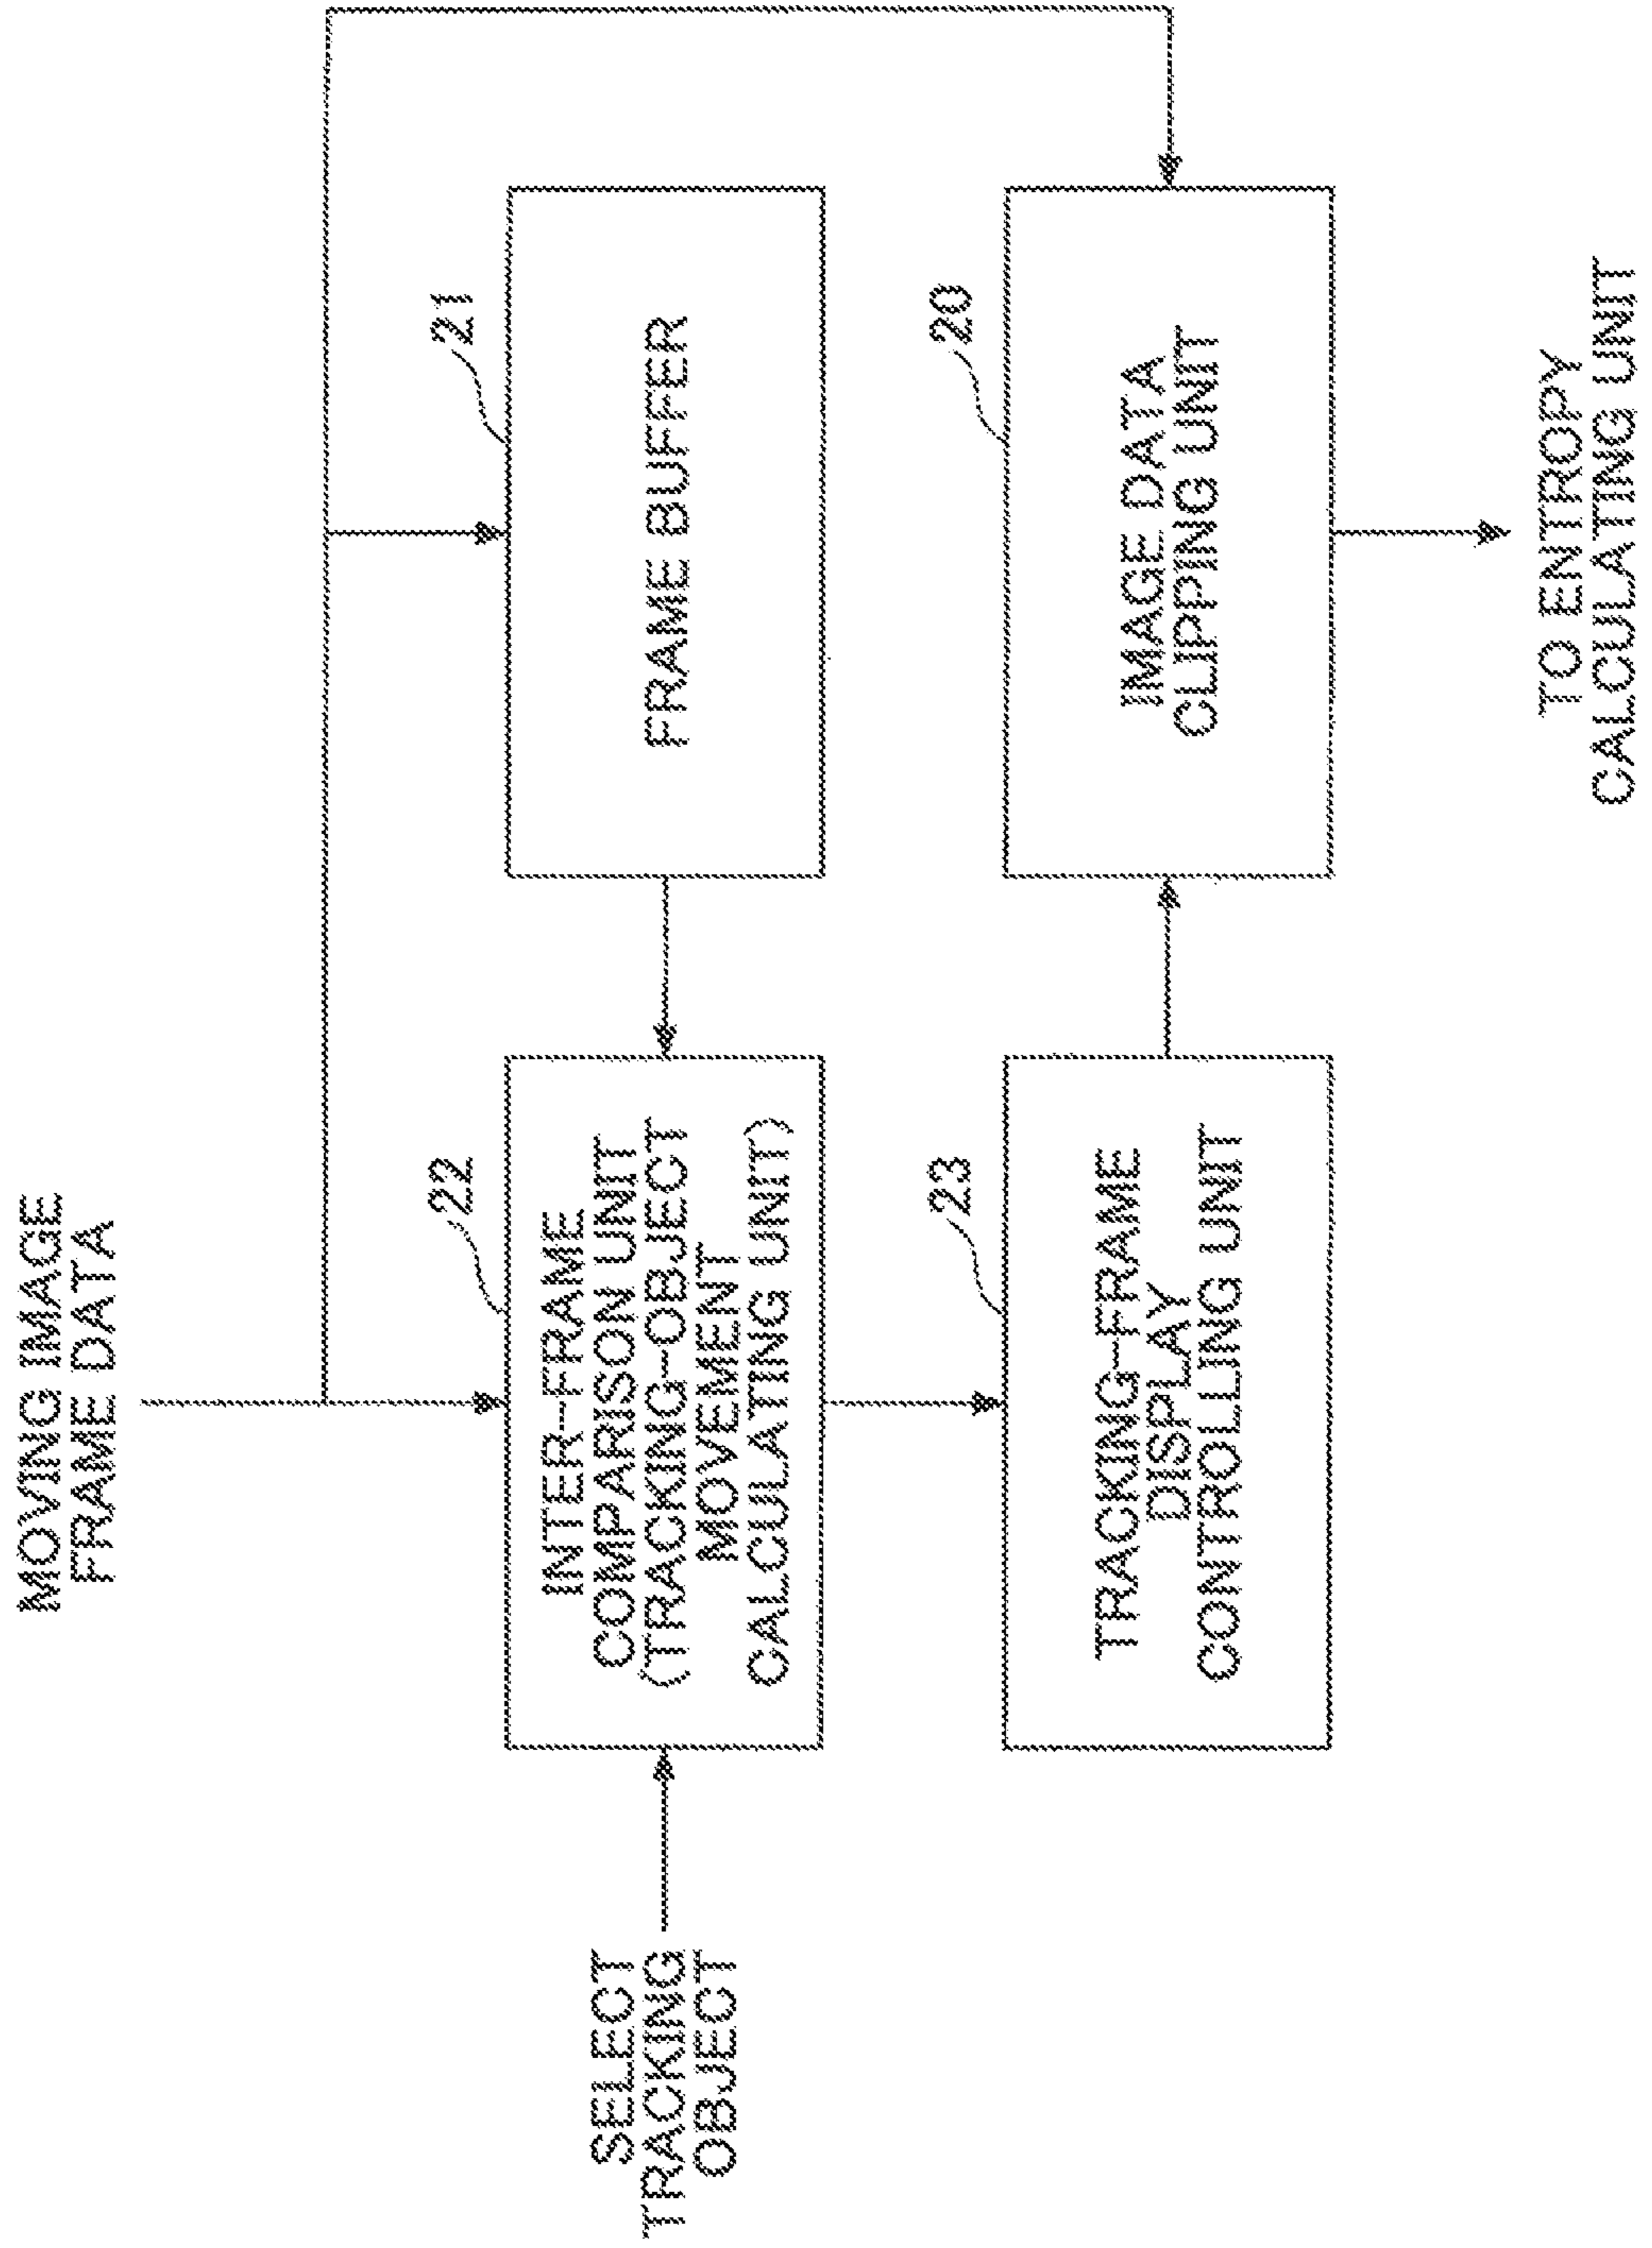 MOVING IMAGE
FRAME DATA
SELECT
TRACKING
OBJECT
22
INTER-FRAME
COMPARISON UNIT
(TRACKING-OBJECT
MOVEMENT
CALCULATING UNIT)
21
FRAME BUFFER
23
TRACKING-FRAME
DISPLAY
CONTROLLING UNIT
20
IMAGE DATA
CLIPPING UNIT
TO ENTROPY
CALCULATING UNIT